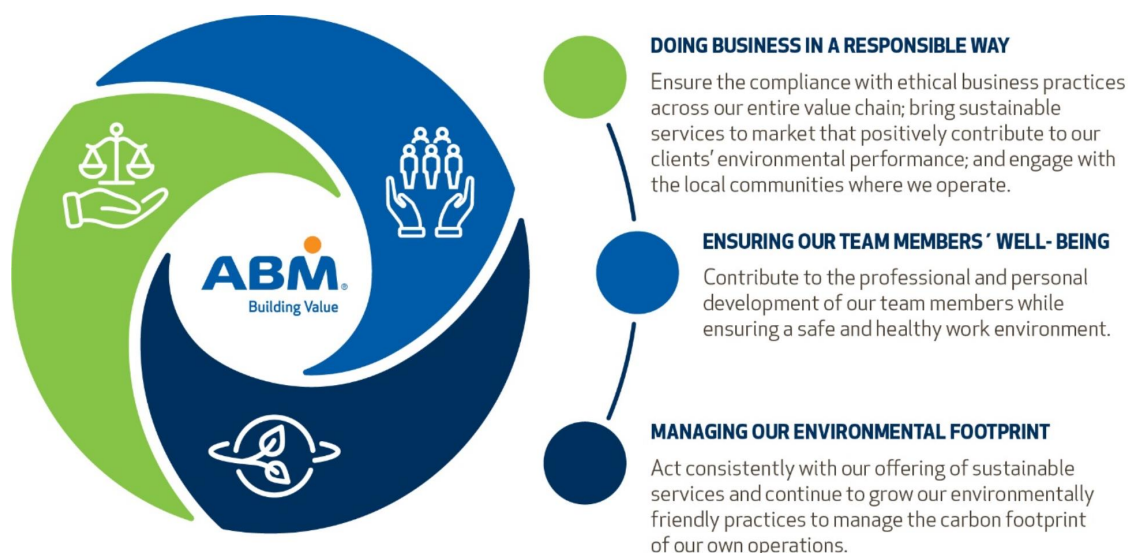 ABM®
Building Value
DOING BUSINESS IN A RESPONSIBLE WAY
Ensure the compliance with ethical business practices
across our entire value chain; bring sustainable
services to market that positively contribute to our
clients’ environmental performance; and engage with
the local communities where we operate.
ENSURING OUR TEAM MEMBERS´ WELL- BEING
Contribute to the professional and personal
development of our team members while
ensuring a safe and healthy work environment.
MANAGING OUR ENVIRONMENTAL FOOTPRINT
Act consistently with our offering of sustainable
services and continue to grow our environmentally
friendly practices to manage the carbon footprint
of our own operations.